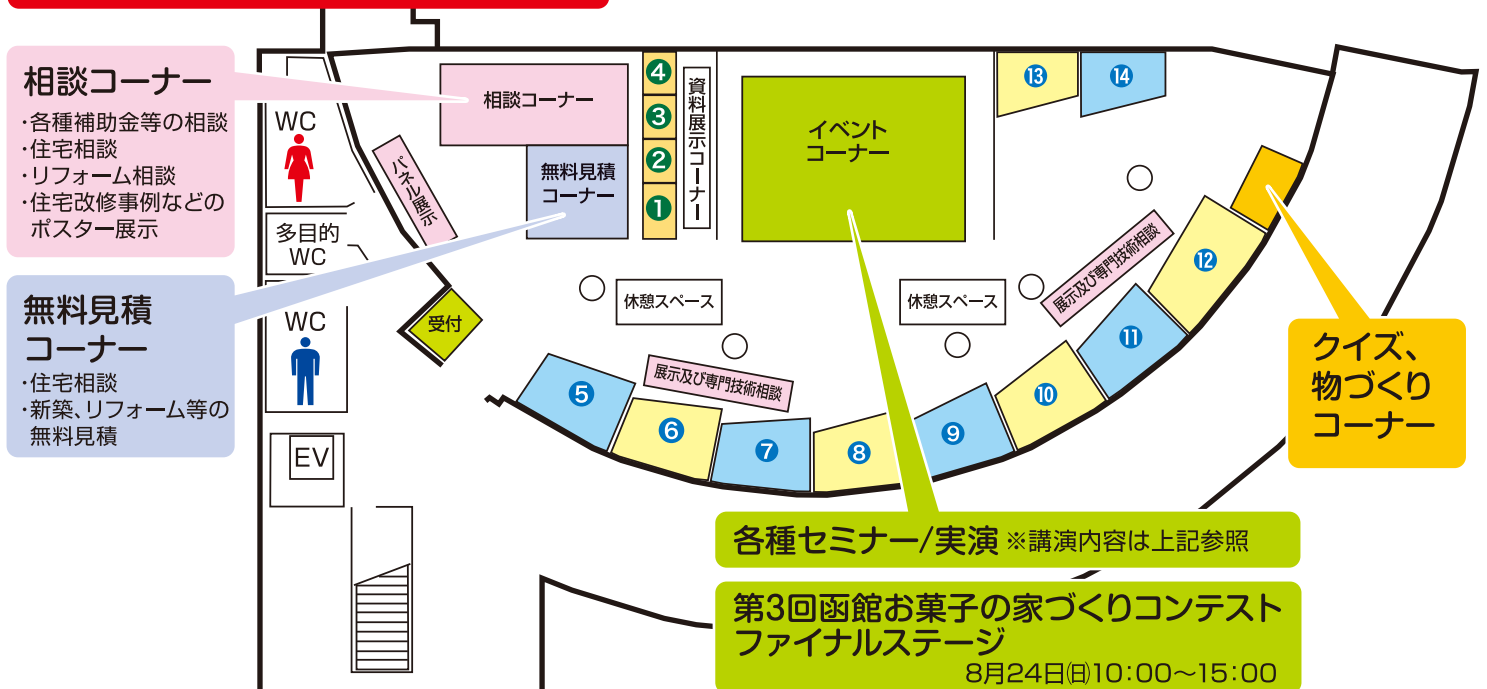 相談コーナー
・各種補助金等の相談
・住宅相談
・リフォーム相談
・住宅改修事例などの
ポスター展示
無料見積
コーナー
・住宅相談
・新築、リフォーム等の
無料見積
WC
多目的
WC
WC
EV
パネル展示
受付
相談コーナー
無料見積
コーナー
4
3
2
1
資料展示コーナー
イベント
コーナー
13
14
休憩スペース
休憩スペース
展示及び専門技術相談
展示及び専門技術相談
5
6
7
8
9
10
11
12
クイズ、
物づくり
コーナー
各種セミナー/実演 ※講演内容は上記参照
第3回函館お菓子の家づくりコンテスト
ファイナルステージ
8月24日㈰10：00〜15：00